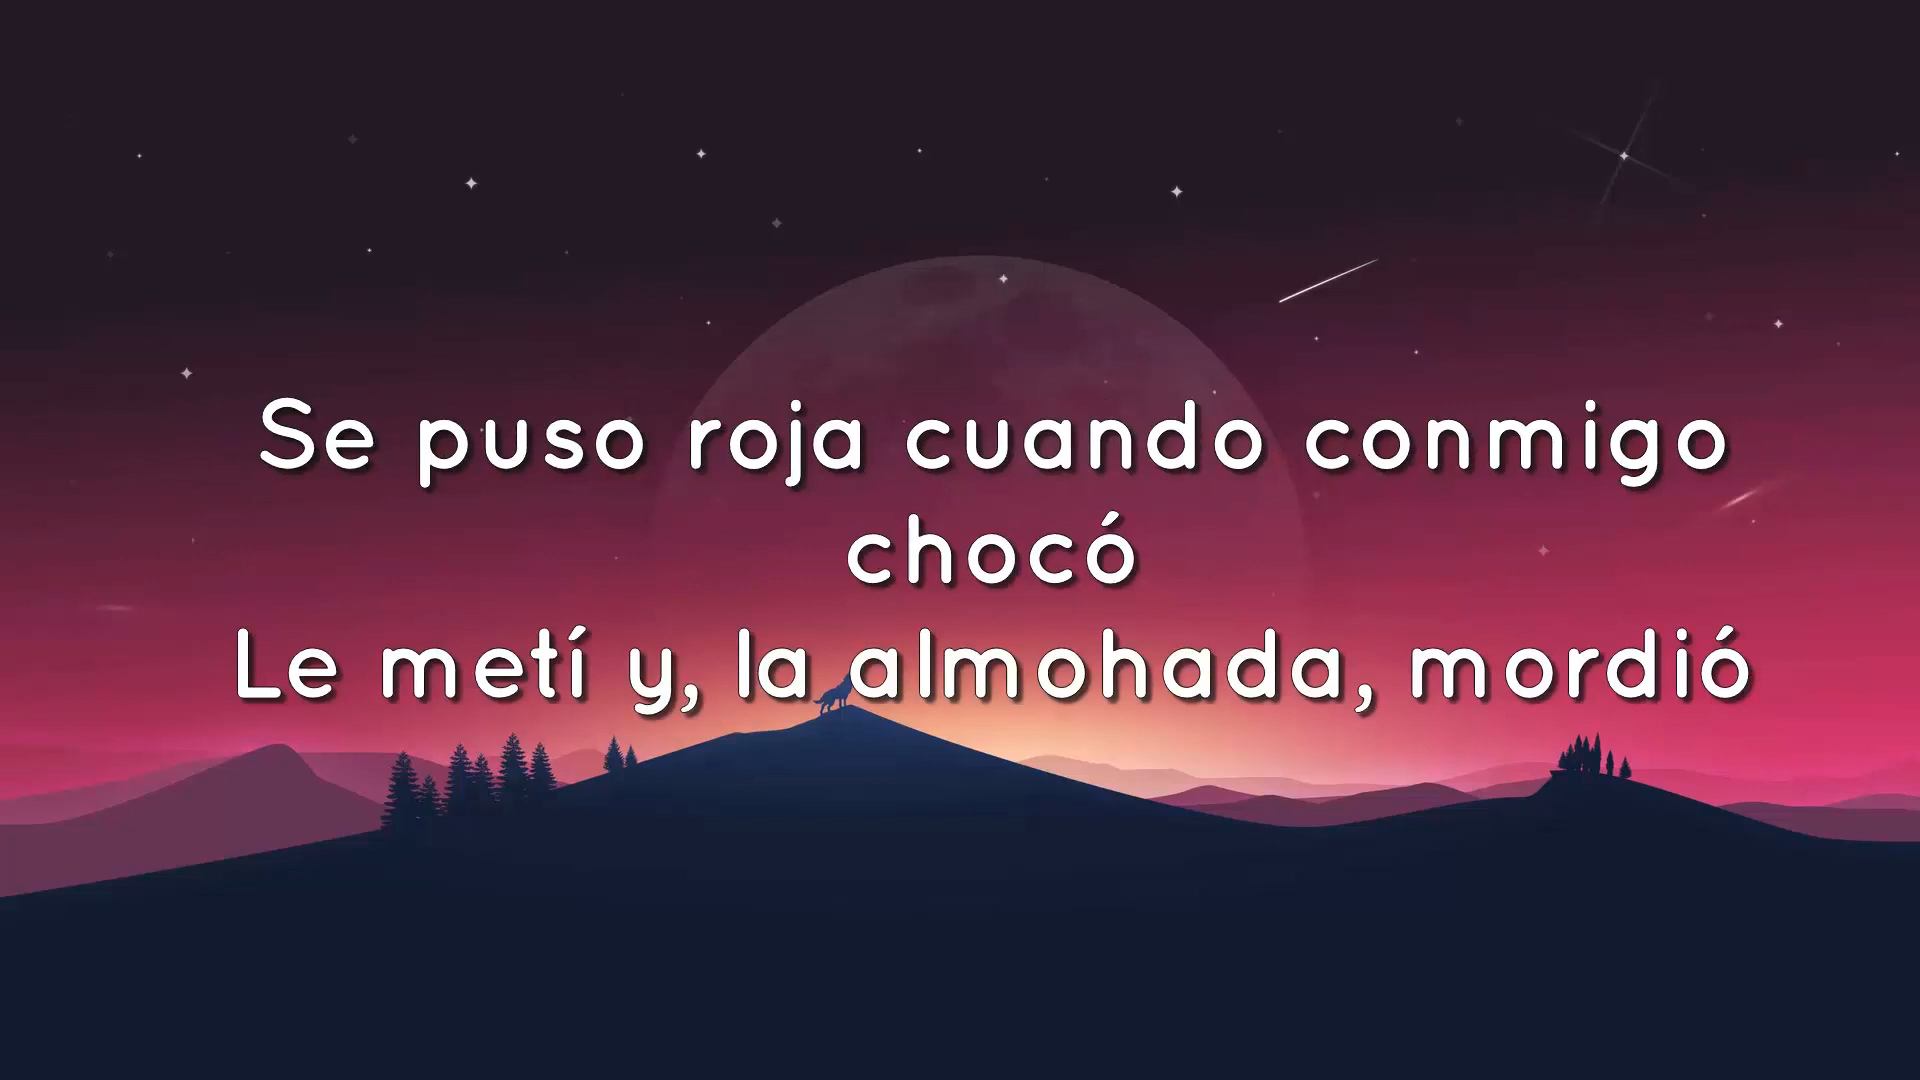 Se puso roja cuando conmigo
chocó
Le metí y, la almohada, mordió